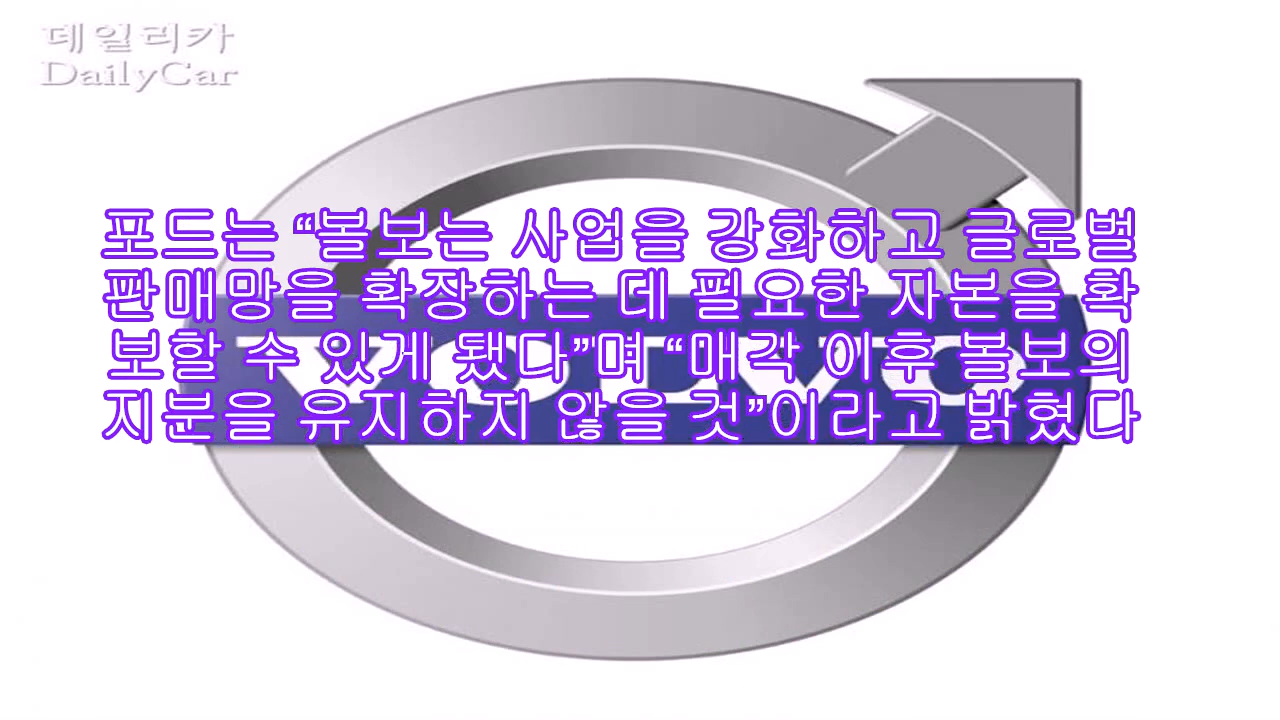 데일리카
DailyCar
포드는 “볼보는 사업을 강화하고 글로벌
판매망을 확장하는 데 필요한 자본을 확
보할 수 있게 됐다”며 “매각 이후 볼보의
지분을 유지하지 않을 것”이라고 밝혔다
VOLVO